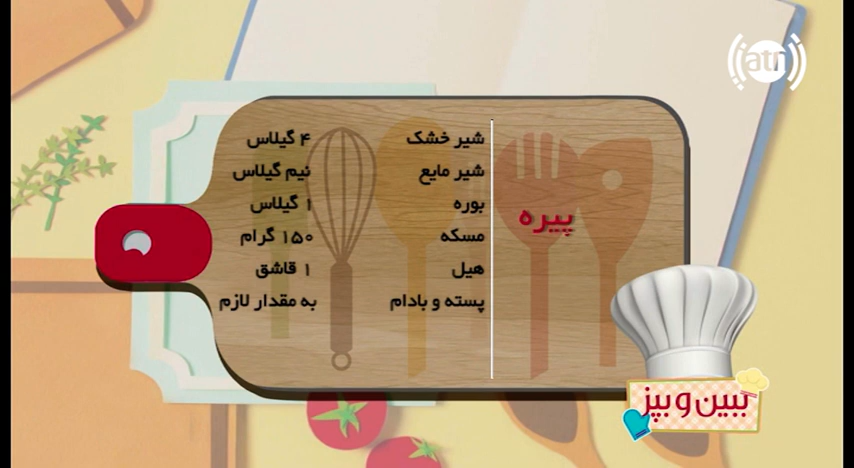 atn
پیره
شیر خشک ۴ گیلاس
شیر مایع نیم گیلاس
بوره ۱ گیلاس
مسکه ۱۵۰ گرام
هیل ۱ قاشق
پسته و بادام به مقدار لازم
ببین و بپز